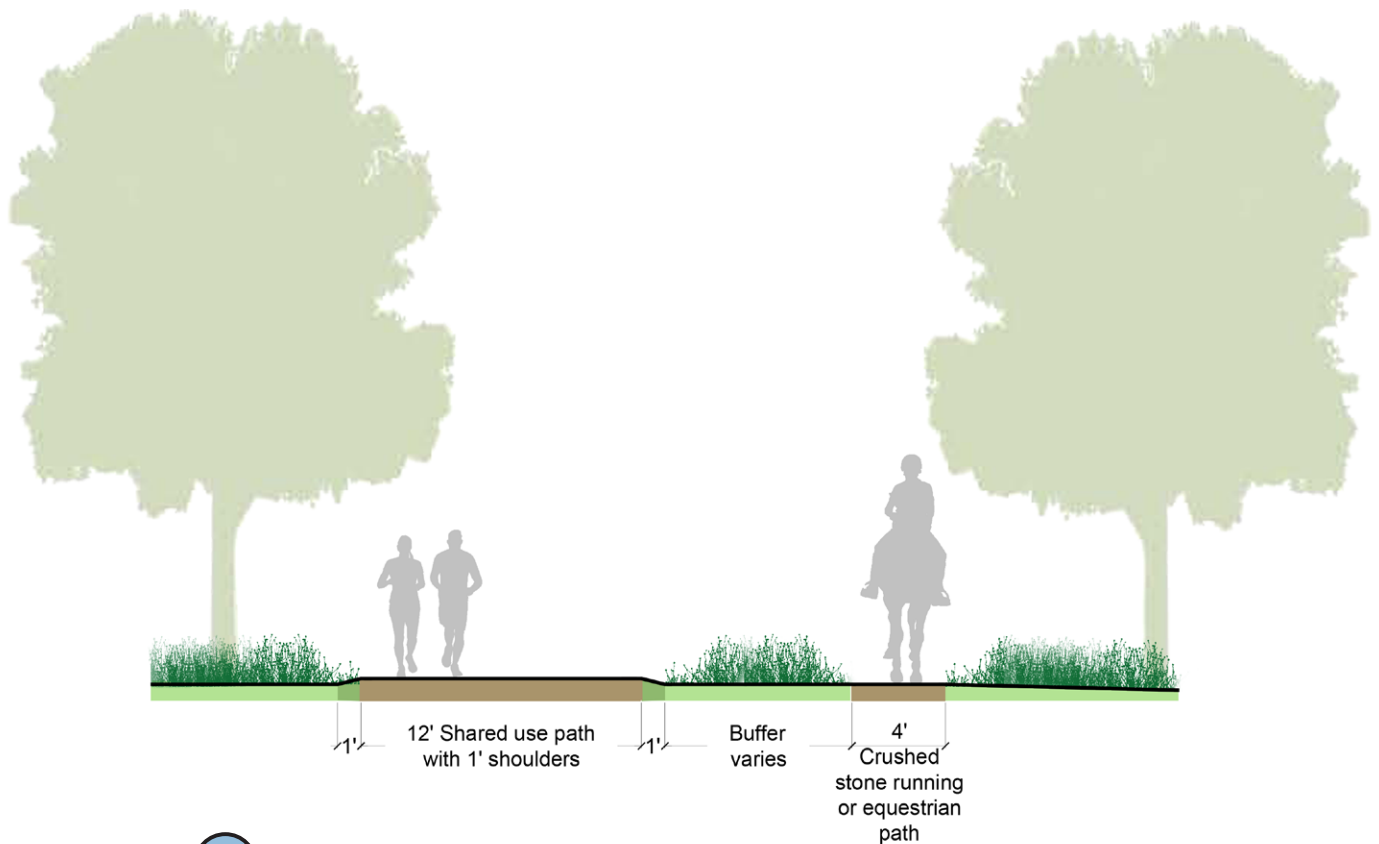 1'
12' Shared use path
with 1' shoulders
1'
Buffer
varies
4'
Crushed
stone running
or equestrian
path